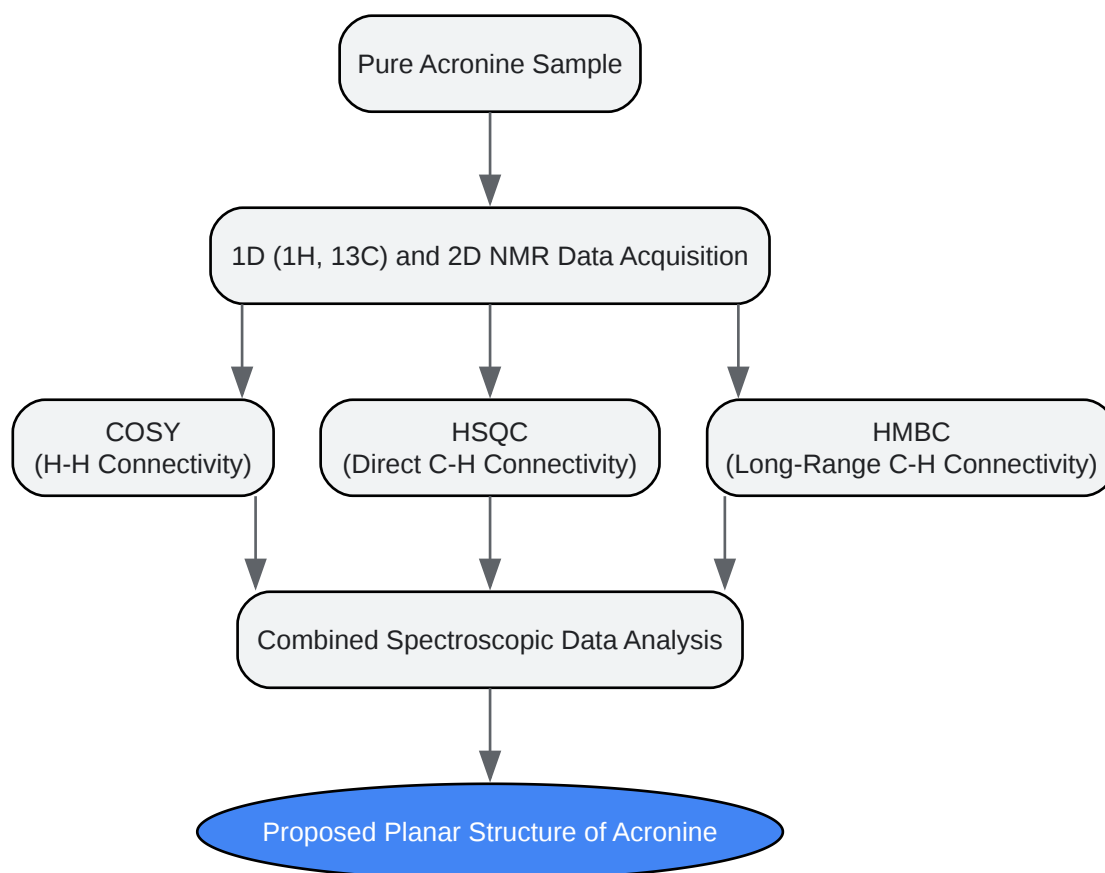 Pure Acronine Sample
1D (1H, 13C) and 2D NMR Data Acquisition
COSY
(H-H Connectivity)
HSQC
(Direct C-H Connectivity)
HMBC
(Long-Range C-H Connectivity)
Combined Spectroscopic Data Analysis
Proposed Planar Structure of Acronine